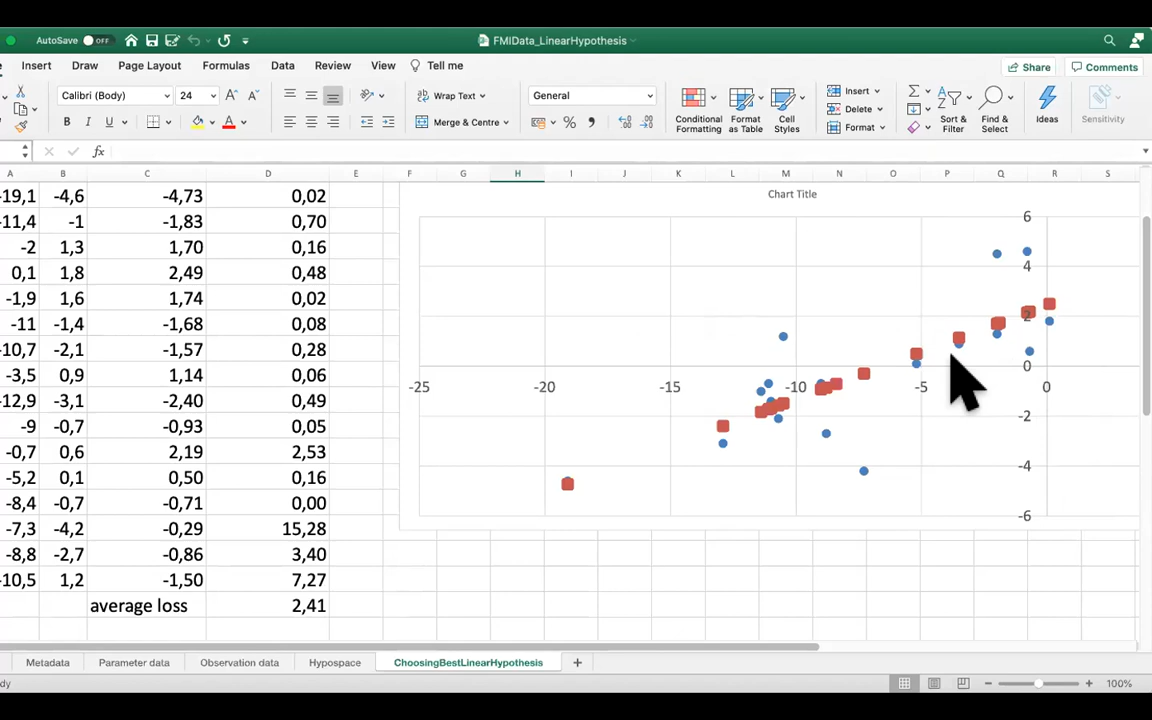 AutoSave OFF FMIData_LinearHypothesis
Insert Draw Page Layout Formulas Data Review View Tell me Share Comments
Calibri (Body) 24 A A Wrap Text General Insert Σ
B I U A Merge & Centre % Delete
Conditional Formatting Format as Table Cell Styles Format Sort & Filter Find & Select Ideas Sensitivity
fx
A B C D E F G H I J K L M N O P Q R S
-19,1 -4,6 -4,73 0,02
-11,4 -1 -1,83 0,70
-2 1,3 1,70 0,16
0,1 1,8 2,49 0,48
-1,9 1,6 1,74 0,02
-11 -1,4 -1,68 0,08
-10,7 -2,1 -1,57 0,28
-3,5 0,9 1,14 0,06
-12,9 -3,1 -2,40 0,49
-9 -0,7 -0,93 0,05
-0,7 0,6 2,19 2,53
-5,2 0,1 0,50 0,16
-8,4 -0,7 -0,71 0,00
-7,3 -4,2 -0,29 15,28
-8,8 -2,7 -0,86 3,40
-10,5 1,2 -1,50 7,27
average loss 2,41
Chart Title
6
4
2
0
-2
-4
-6
-25 -20 -15 -10 -5 0
Metadata Parameter data Observation data Hypospace ChoosingBestLinearHypothesis +
dy 100%